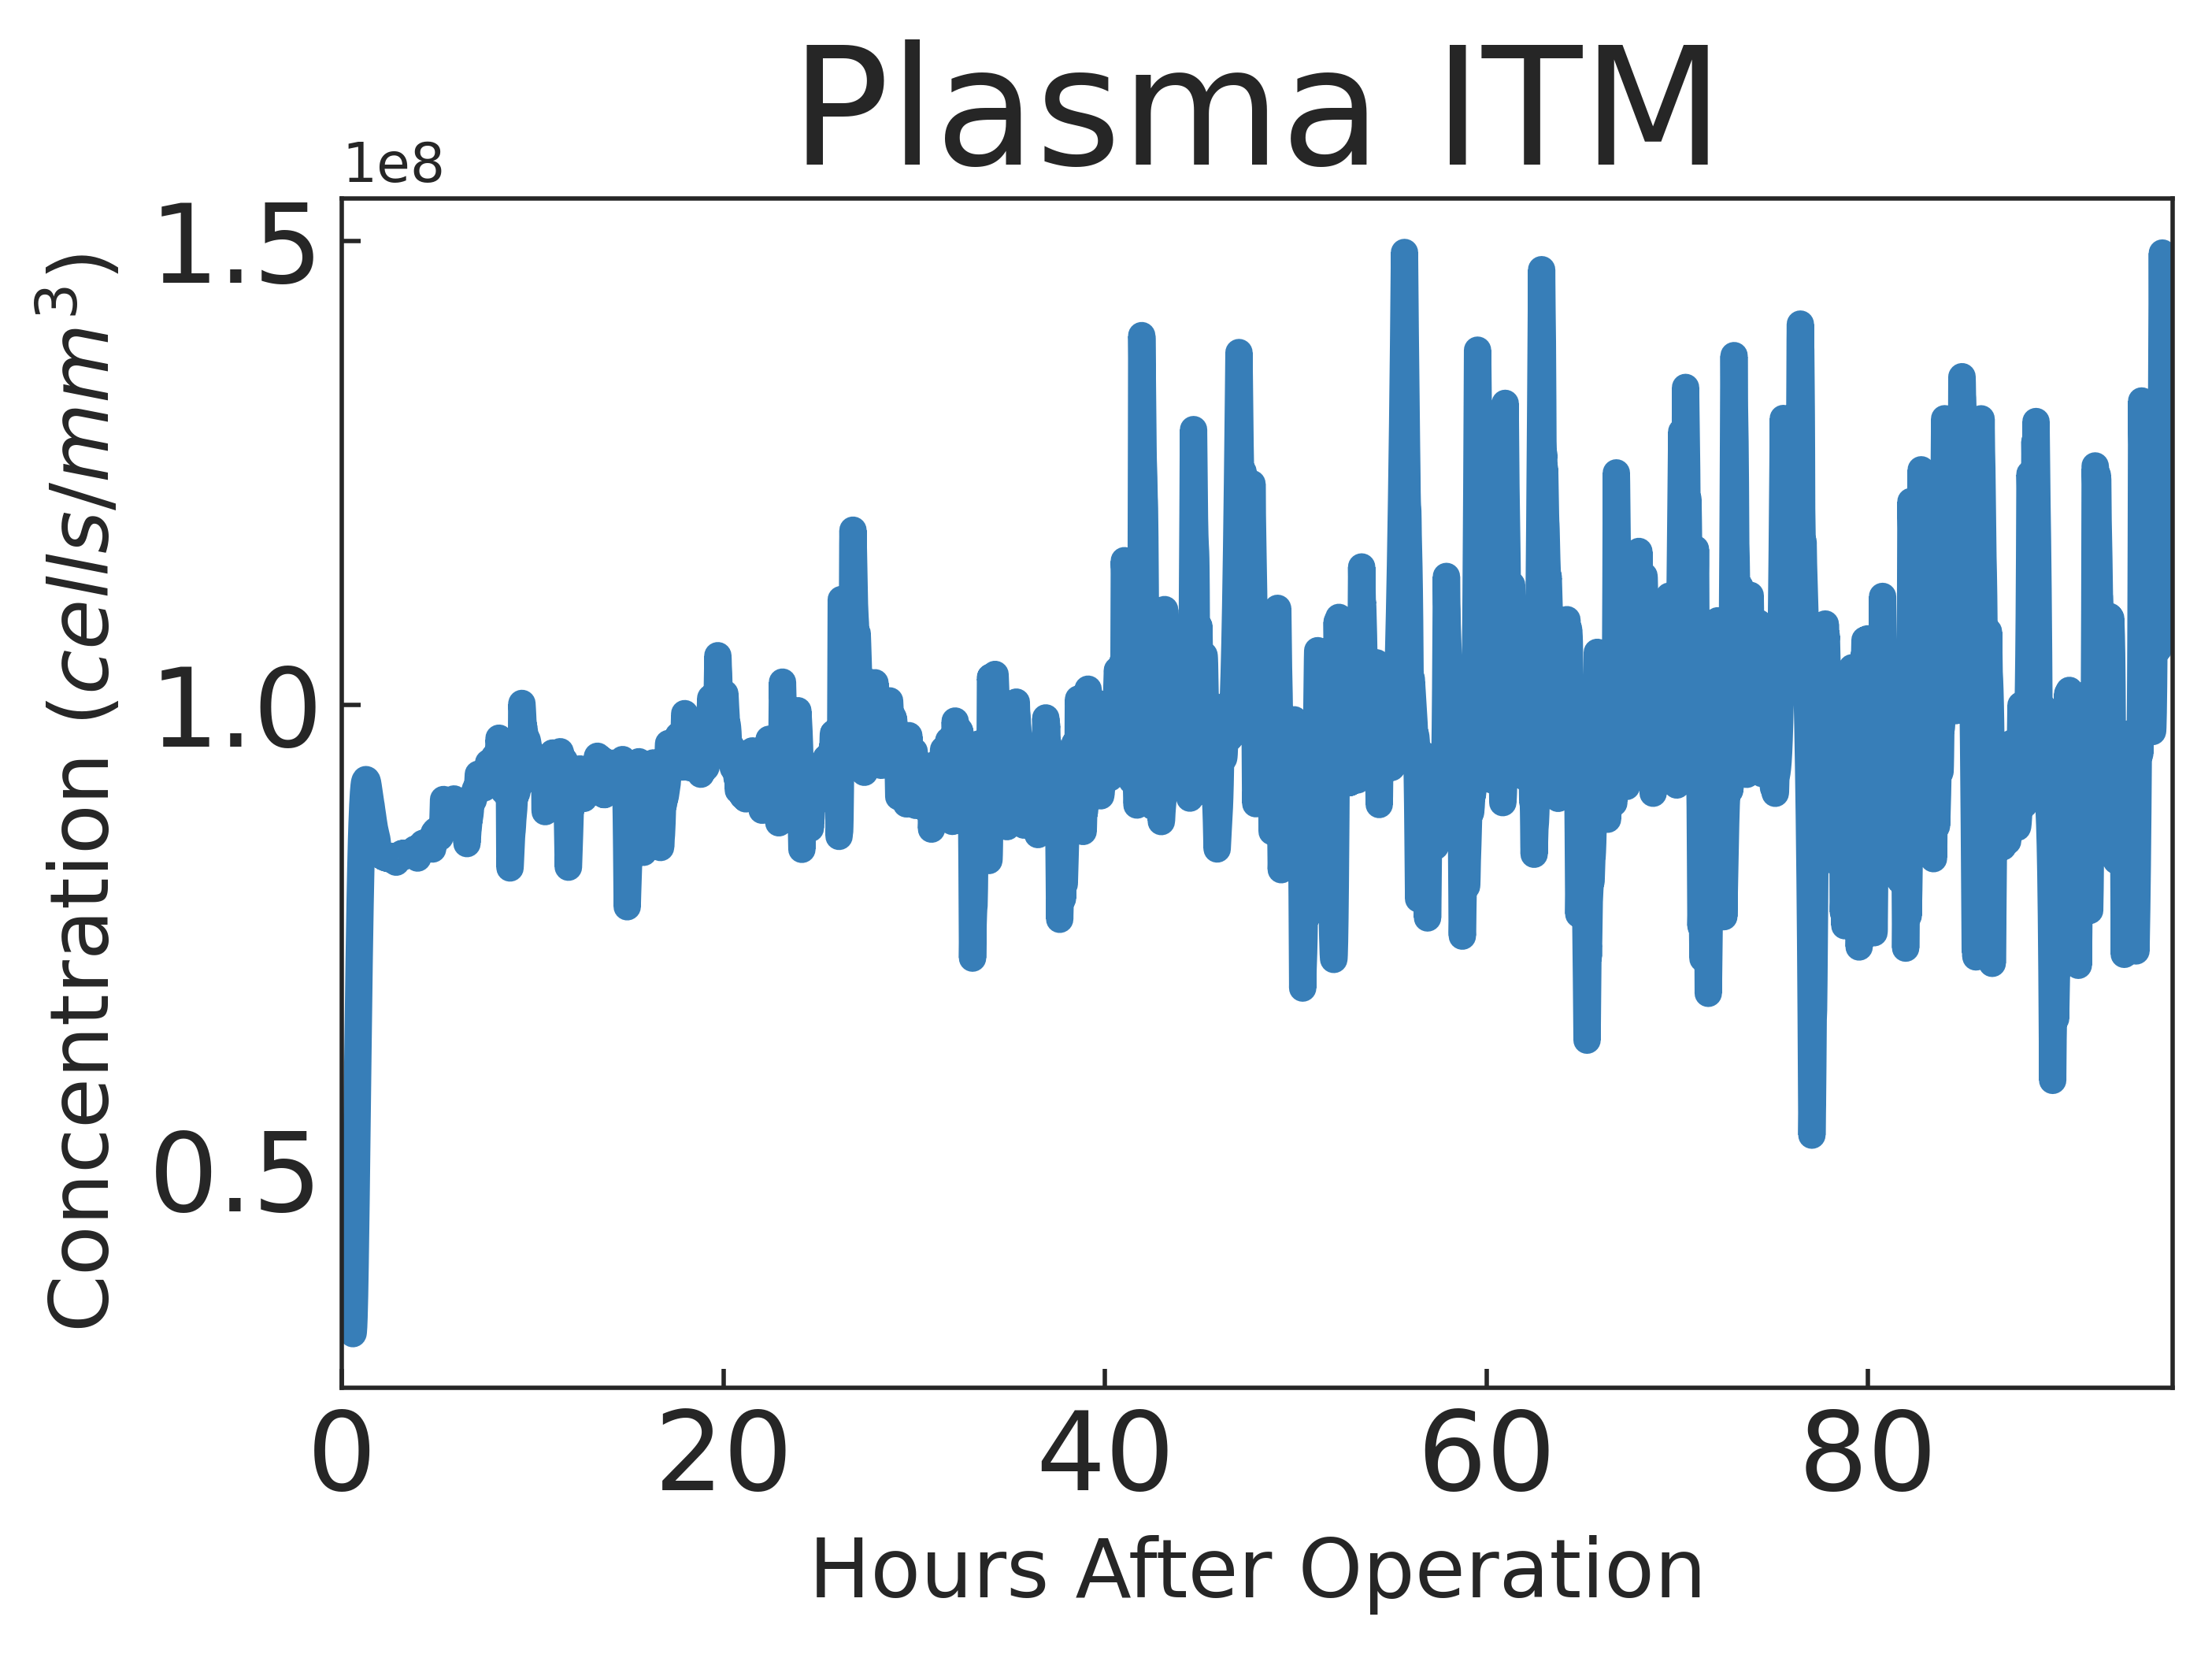 Plasma ITM
1e8
1.5
1.0
0.5
Concentration (cells/mm³)
0 20 40 60 80
Hours After Operation